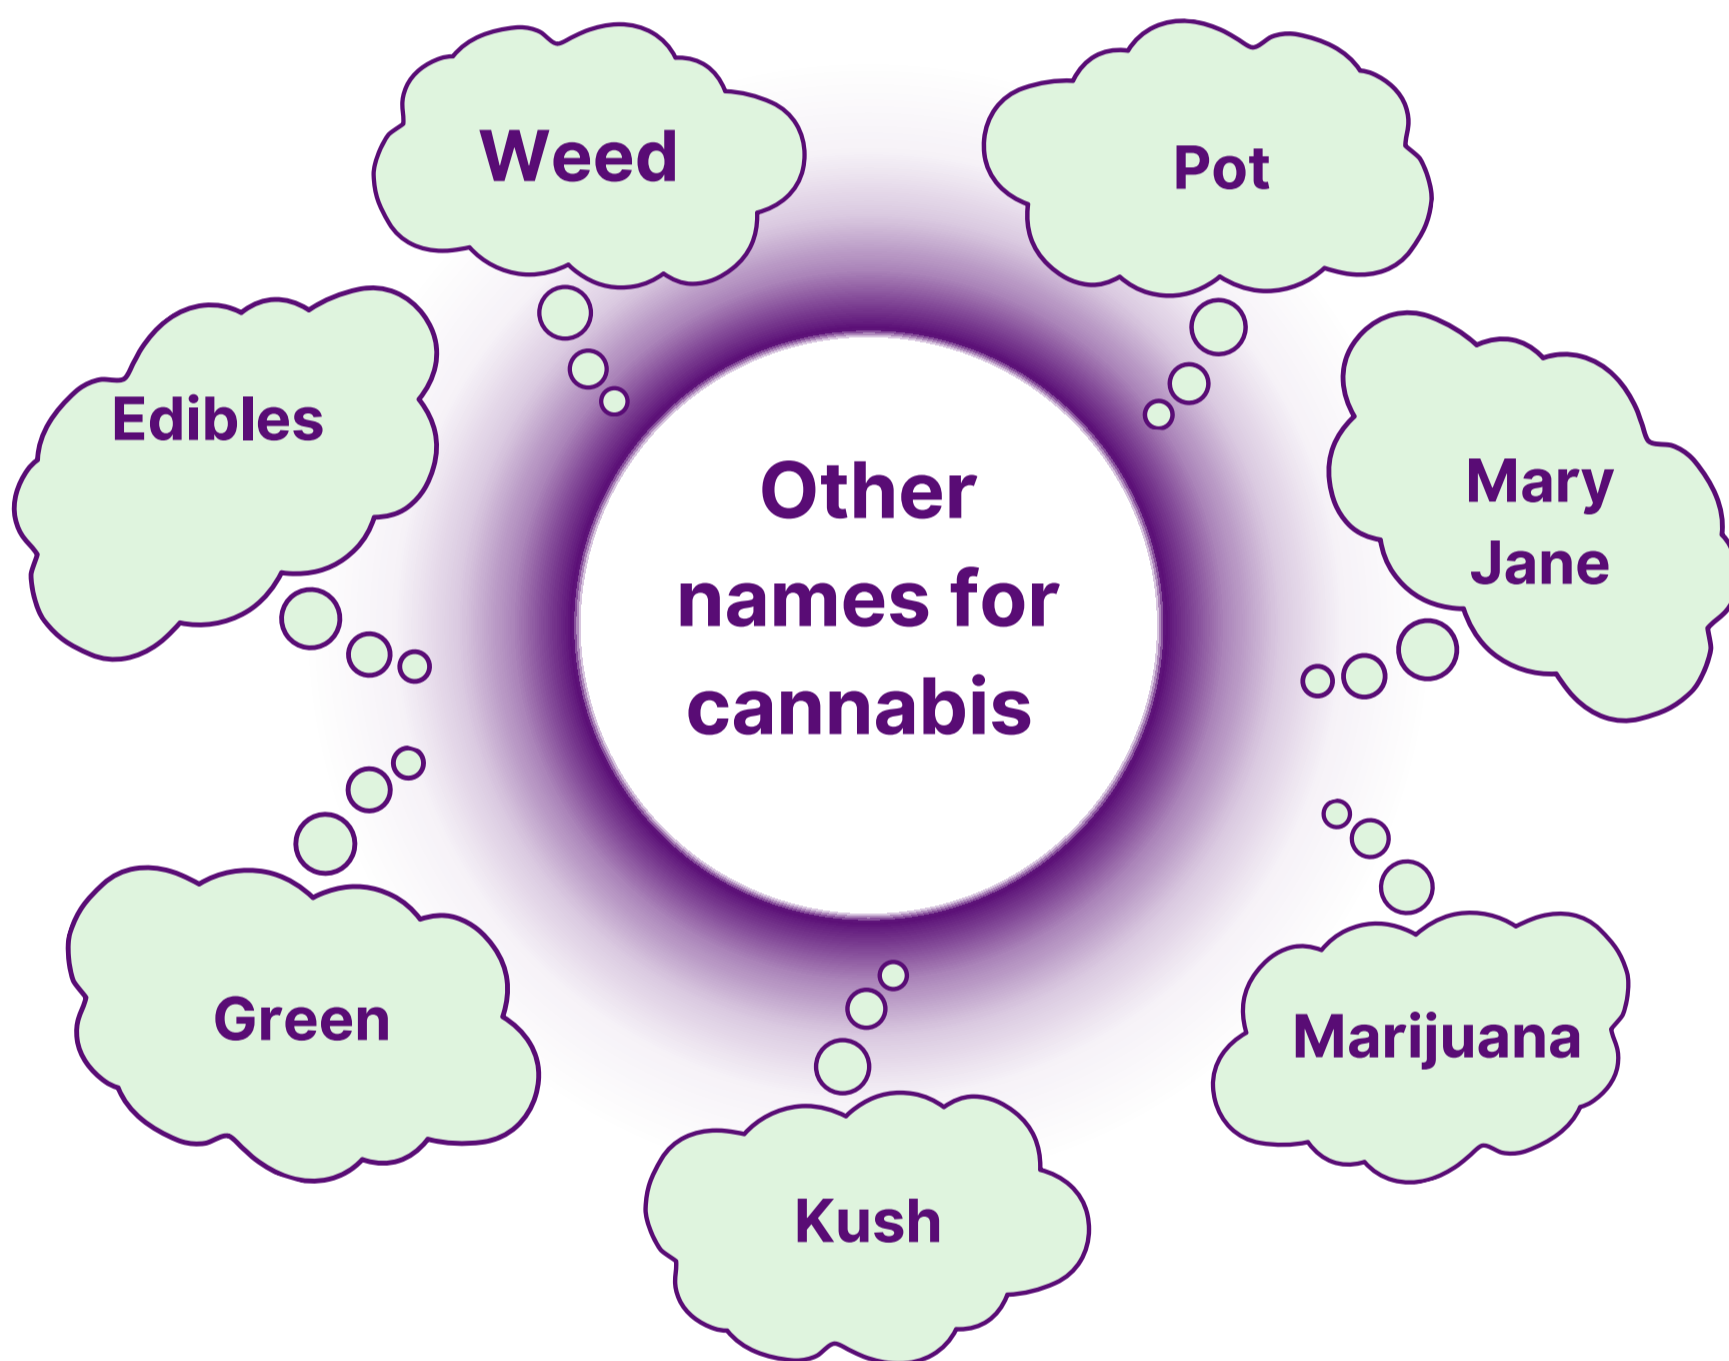 Weed
Pot
Edibles
Mary
Jane
Other
names for
cannabis
Green
Marijuana
Kush